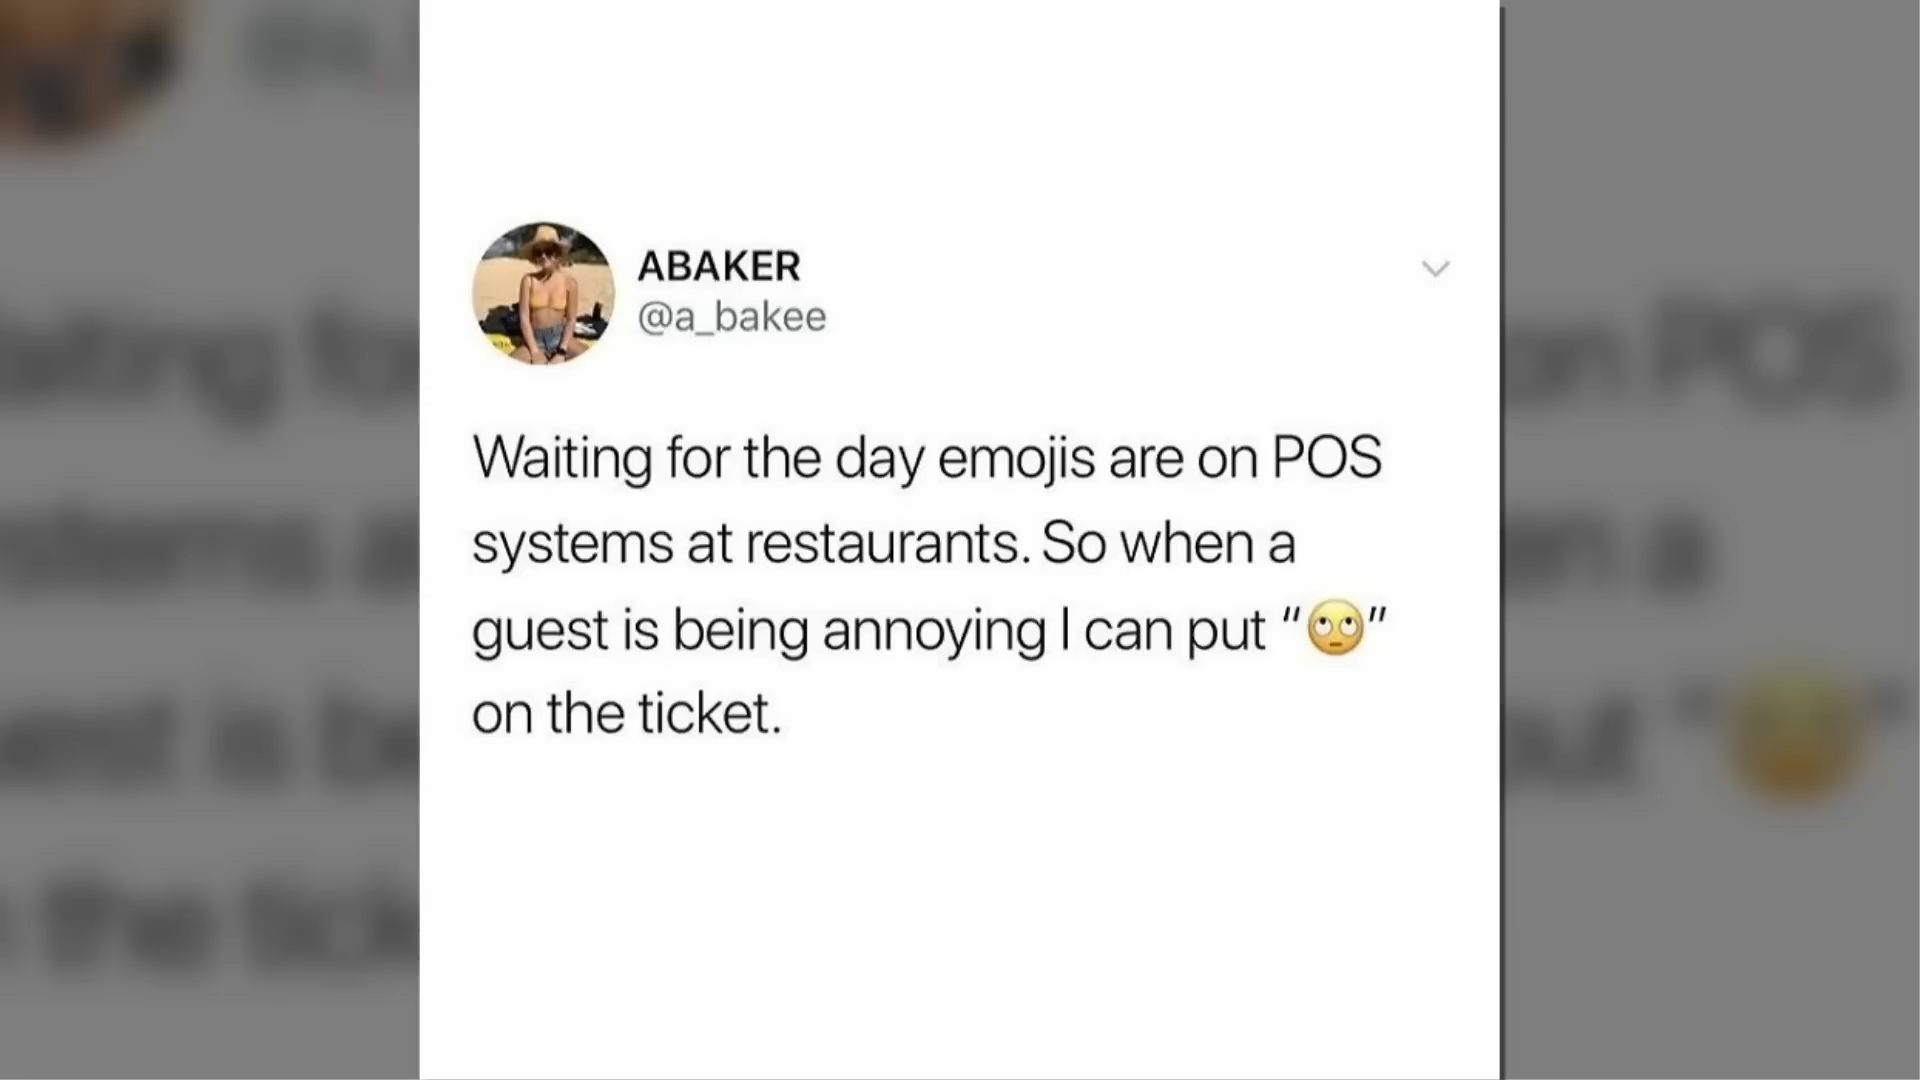 ABAKER
@a_bakee
Waiting for the day emojis are on POS
systems at restaurants. So when a
guest is being annoying I can put "🙄"
on the ticket.